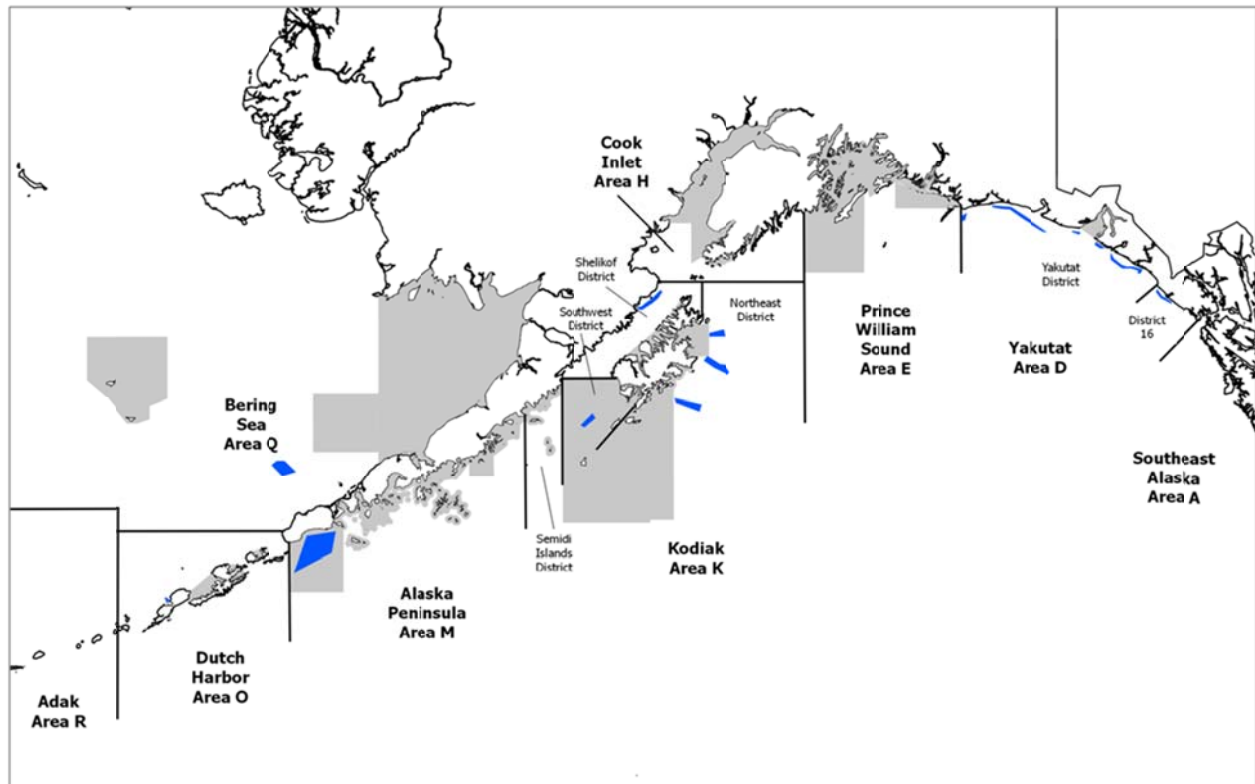 Cook
Inlet
Area H
Shelikof
District
Southwest
District
Northeast
District
Yakutat
District
District
16
Prince
William
Sound
Area E
Yakutat
Area D
Bering
Sea
Area Q
Southeast
Alaska
Area A
Semidi
Islands
District
Kodiak
Area K
Alaska
Peninsula
Area M
Dutch
Harbor
Area O
Adak
Area R